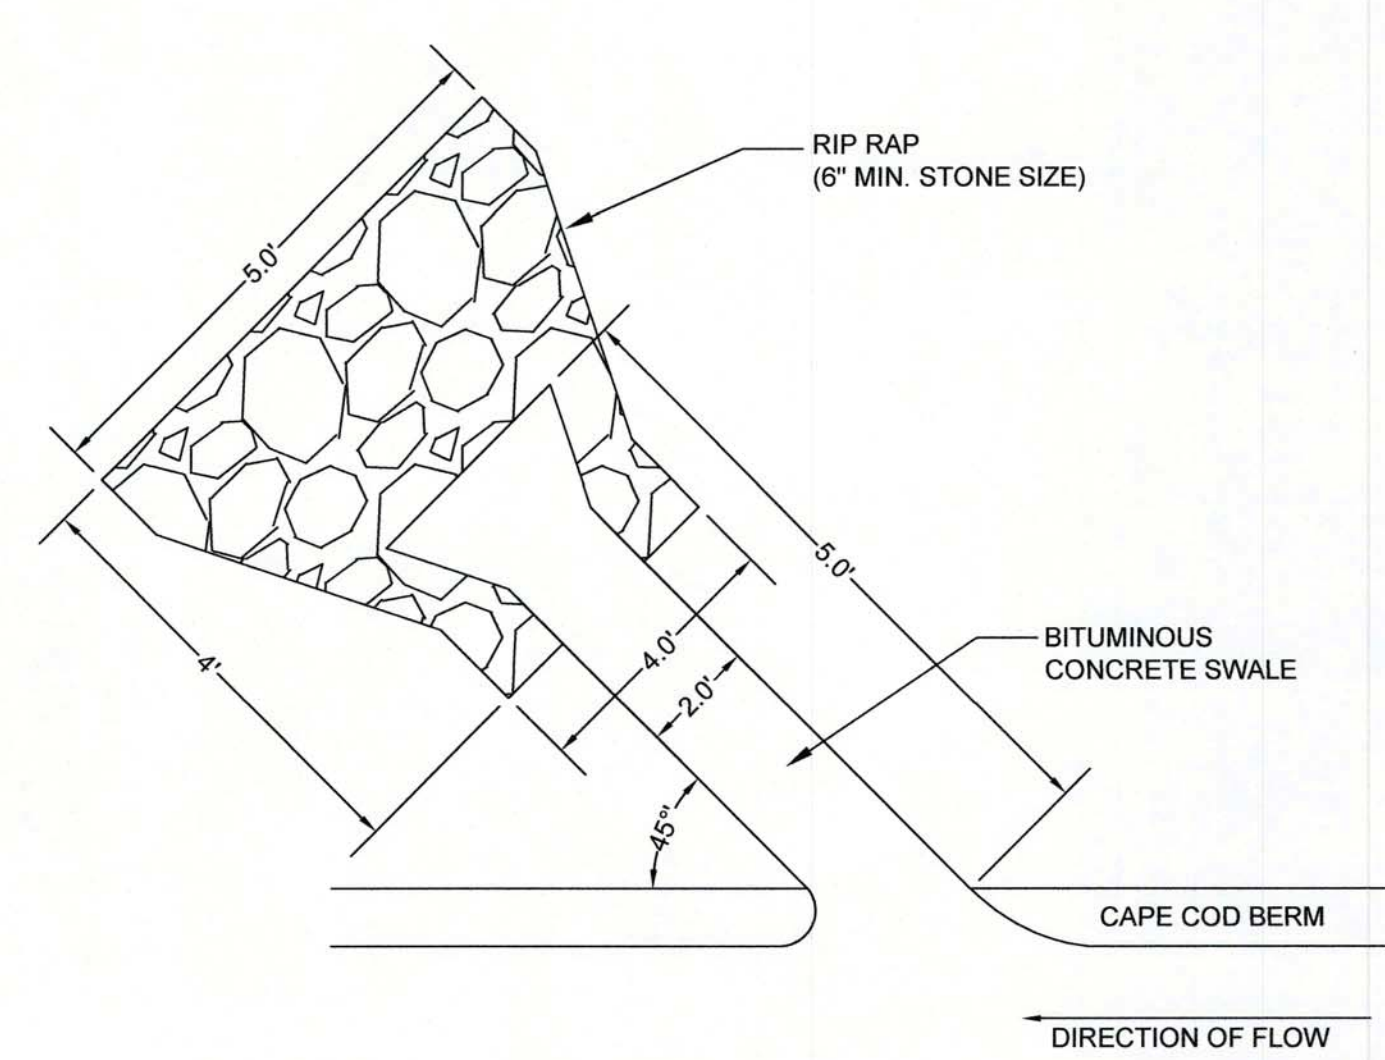 RIP RAP
(6" MIN. STONE SIZE)
5.0'
5.0'
4.0'
BITUMINOUS
CONCRETE SWALE
4'
2.0'
45°'
CAPE COD BERM
DIRECTION OF FLOW